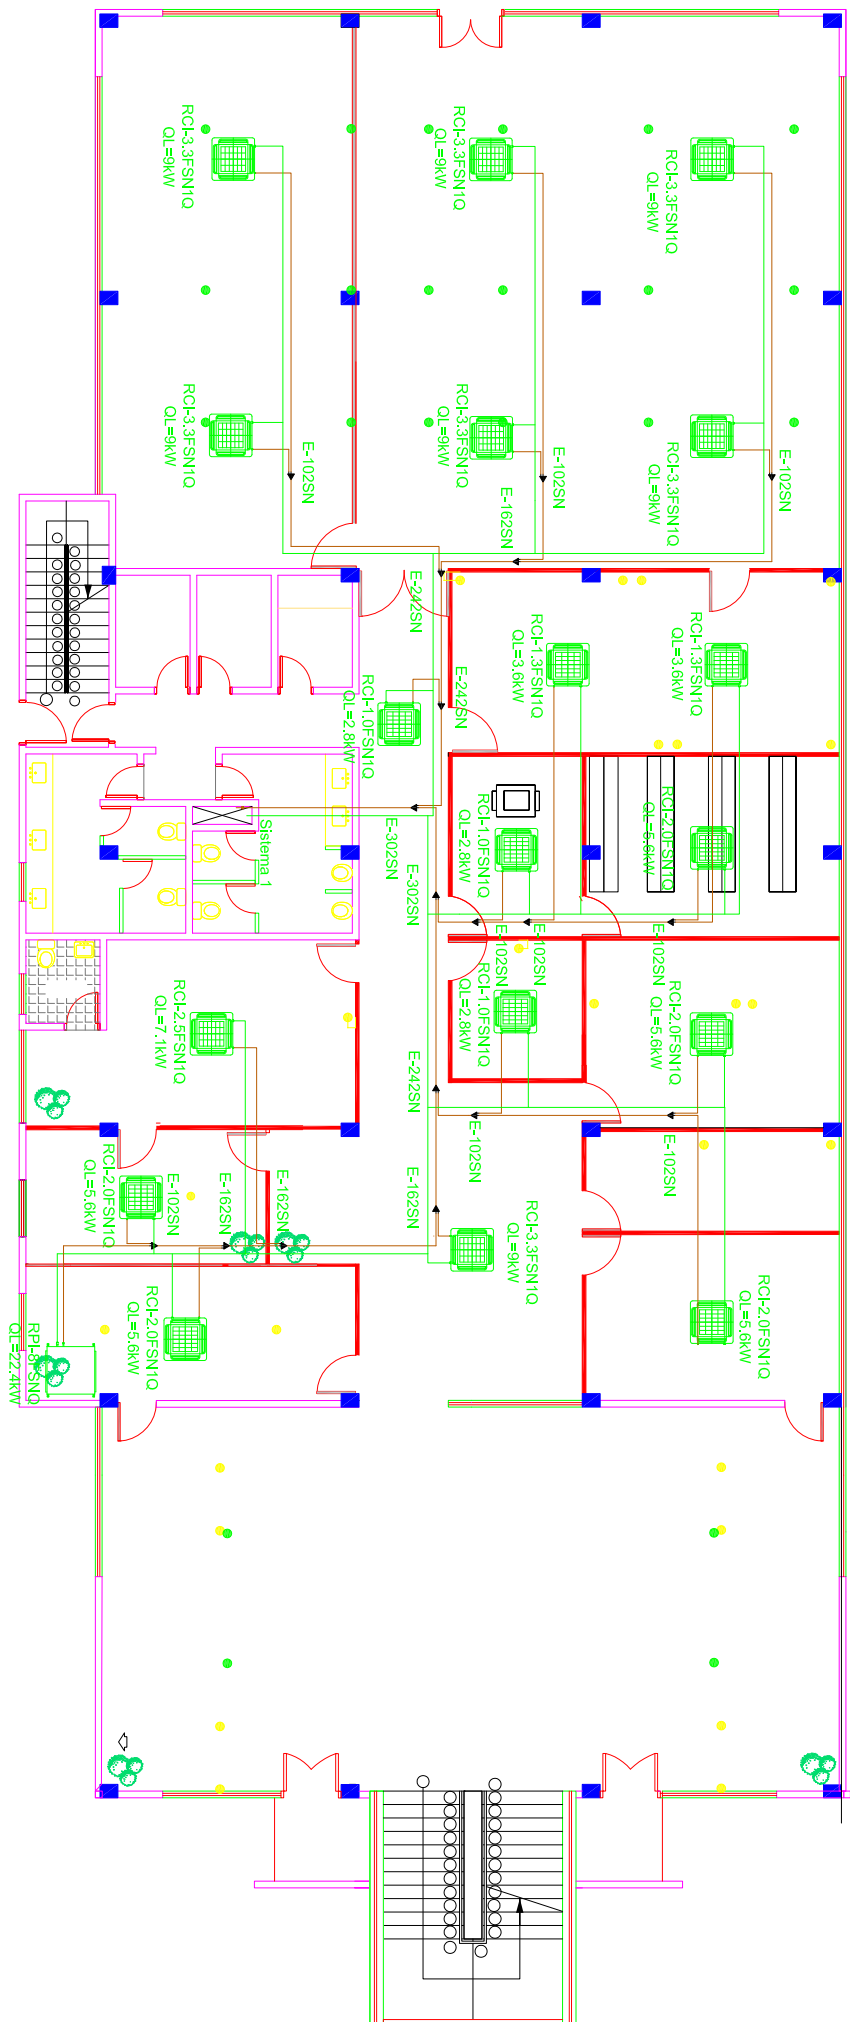 RCI-3.3FSN1Q
QL=9kW
RCI-3.3FSN1Q
QL=9kW
RCI-3.3FSN1Q
QL=9kW
RCI-3.3FSN1Q
QL=9kW
E-102SN
RCI-3.3FSN1Q
QL=9kW
E-102SN
E-162SN
RCI-3.3FSN1Q
QL=9kW
E-102SN
E-242SN
RCI-1.3FSN1Q
QL=3.6kW
RCI-1.3FSN1Q
QL=3.6kW
RCI-1.0FSN1Q
QL=2.8kW
E-242SN
RCI-1.0FSN1Q
QL=2.8kW
RCI-2.0FSN1Q
QL=5.6kW
Sistema 1
E-302SN
E-302SN
E-102SN
E-102SN
E-102SN
RCI-2.5FSN1Q
QL=7.1kW
RCI-1.0FSN1Q
QL=2.8kW
RCI-2.0FSN1Q
QL=5.6kW
E-242SN
E-102SN
E-102SN
RCI-2.0FSN1Q
QL=5.6kW
E-102SN
E-162SN
E-162SN
E-162SN
RCI-3.3FSN1Q
QL=9kW
RCI-2.0FSN1Q
QL=5.6kW
RCI-2.0FSN1Q
QL=5.6kW
RPI-8FSNQ
QL=22.4kW